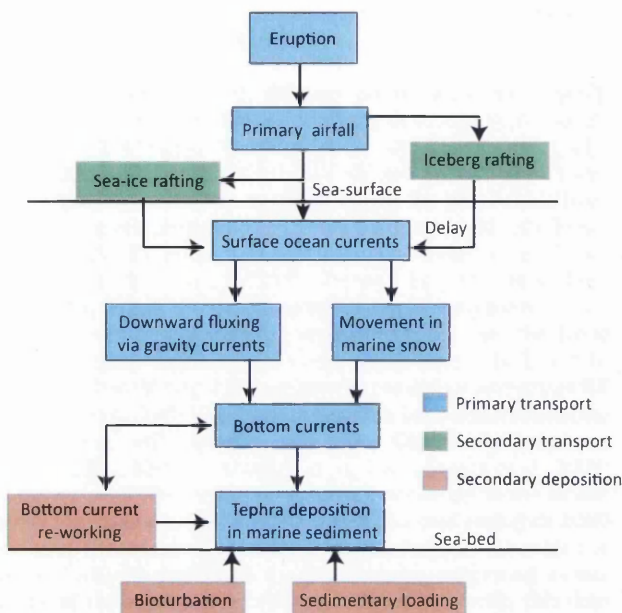 Eruption
Primary airfall
Iceberg rafting
Sea-ice rafting
Sea-surface
Delay
Surface ocean currents
Downward fluxing
via gravity currents
Movement in
marine snow
Primary transport
Bottom currents
Secondary transport
Secondary deposition
Bottom current
re-working
Tephra deposition
in marine sediment
Sea-bed
Bioturbation
Sedimentary loading